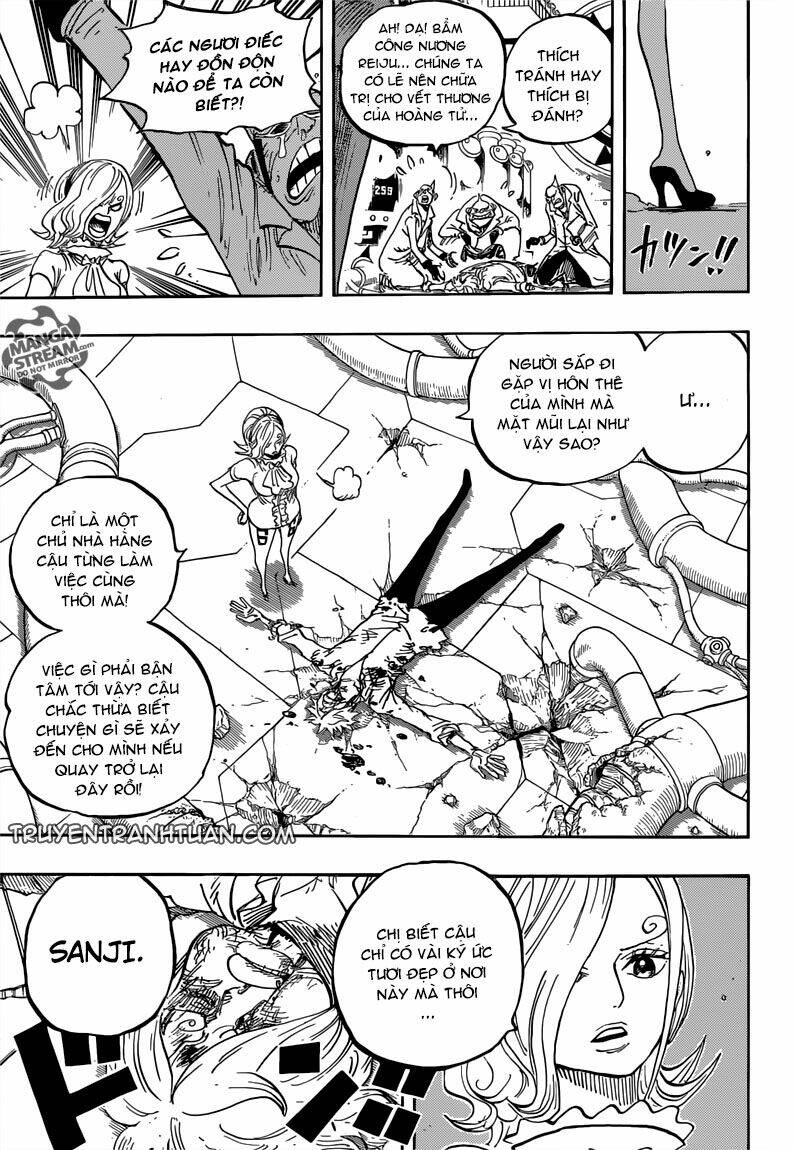 カツン!!
THÍCH
TRÁNH HAY
THÍCH BỊ
ĐÁNH?
AH! DẠ! BẨM
CÔNG NƯƠNG
REIJU... CHÚNG TA
CÓ LẼ NÊN CHỮA
TRỊ CHO VẾT THƯƠNG
CỦA HOÀNG TỬ...
259
CÁC NGƯƠI ĐIẾC
HAY ĐỒN ĐỘN
NÀO ĐỂ TA CÒN
BIẾT?!
MANGA
STREAM.com
DO NOT MIRROR
Ư...
NGƯỜI SẮP ĐI
GẶP VỊ HÔN THÊ
CỦA MÌNH MÀ
MẶT MŨI LẠI NHƯ
VẬY SAO?
CHỈ LÀ MỘT
CHỦ NHÀ HÀNG
CẬU TỪNG LÀM
VIỆC CÙNG
THÔI MÀ!
VIỆC GÌ PHẢI BẬN
TÂM TỚI VẬY? CẬU
CHẮC THỪA BIẾT
CHUYỆN GÌ SẼ XẢY
ĐẾN CHO MÌNH NẾU
QUAY TRỞ LẠI
ĐÂY RỒI!
TRUYENTRANHTUAN.COM
CHỊ BIẾT CẬU
CHỈ CÓ VÀI KÝ ỨC
TƯƠI ĐẸP Ở NƠI
NÀY MÀ THÔI
...
SANJI.
ドン!!